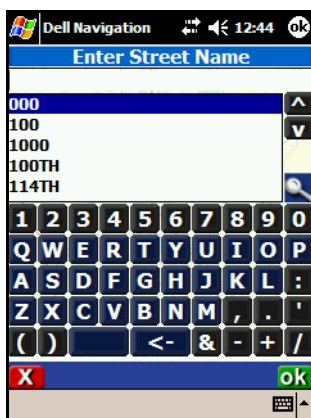 Dell Navigation 12:44 ok
Enter Street Name
000
100
1000
100TH
114TH
1 2 3 4 5 6 7 8 9 0
Q W E R T Y U I O P
A S D F G H J K L :
Z X C V B N M , . '
( ) <- & - + /
X ok